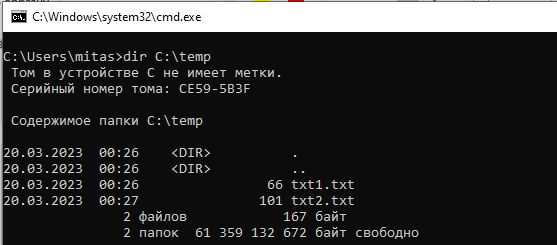 C:\Windows\system32\cmd.exe
C:\Users\mitas>dir C:\temp
Том в устройстве C не имеет метки.
Серийный номер тома: CE59-5B3F
Содержимое папки C:\temp
20.03.2023  00:26    <DIR>          .
20.03.2023  00:26    <DIR>          ..
20.03.2023  00:26                66 txt1.txt
20.03.2023  00:27               101 txt2.txt
2 файлов            167 байт
2 папок  61 359 132 672 байт свободно